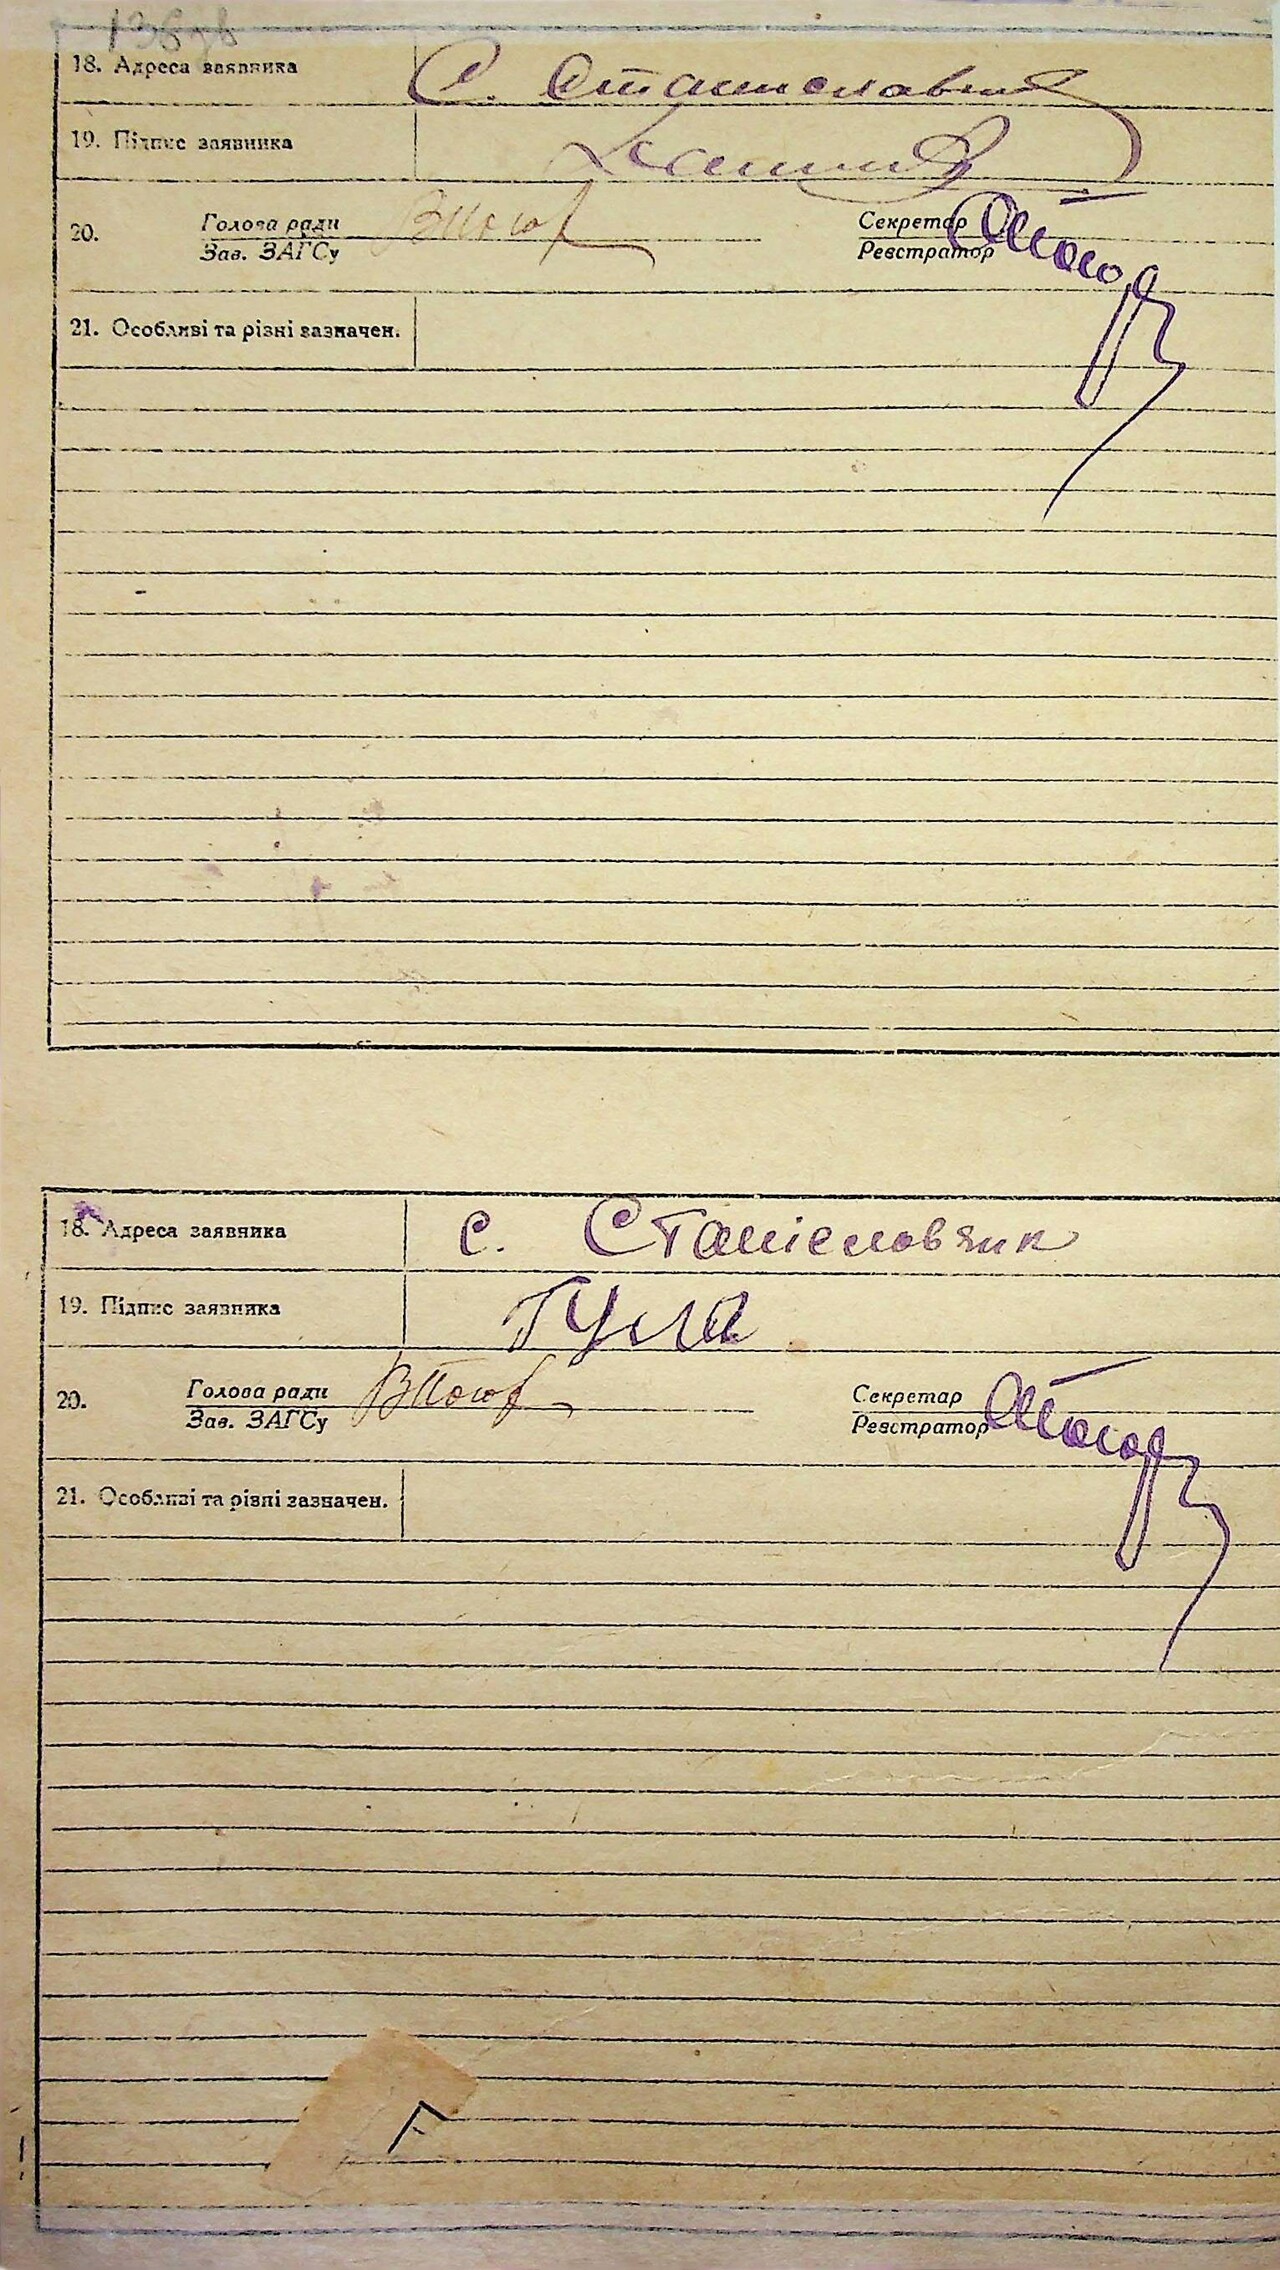 18. Адреса заявника С. Станиславчик
19. Підпис заявника
20. Голова ради Секретар
Зав. ЗАГСу Реєстратор
21. Особливі та різні зазначен.
18. Адреса заявника с. Станіславчик
19. Підпис заявника Гула
20. Голова ради Секретар
Зав. ЗАГСу Реєстратор
21. Особливі та різні зазначен.